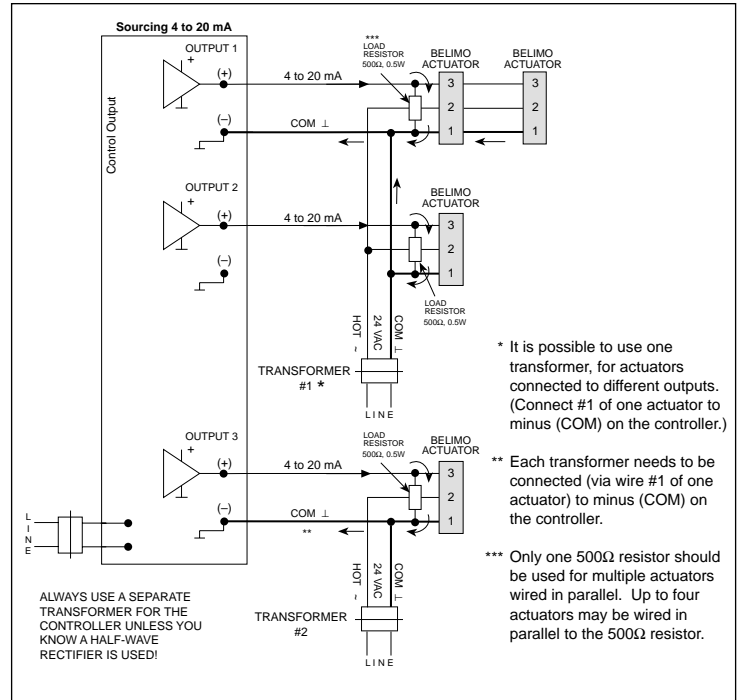 Sourcing 4 to 20 mA
Control Output
OUTPUT 1
+
(+)
4 to 20 mA
***
LOAD
RESISTOR
500Ω, 0.5W
BELIMO
ACTUATOR
BELIMO
ACTUATOR
3
2
1
3
2
1
(–)
COM ⊥
OUTPUT 2
+
(+)
4 to 20 mA
(–)
BELIMO
ACTUATOR
3
2
1
LOAD
RESISTOR
500Ω, 0.5W
HOT ~
24 VAC
COM ⊥
TRANSFORMER
#1 *
LINE
OUTPUT 3
+
(+)
4 to 20 mA
LOAD
RESISTOR
500Ω, 0.5W
BELIMO
ACTUATOR
3
2
1
(–)
COM ⊥
**
HOT ~
24 VAC
COM ⊥
TRANSFORMER
#2
LINE
LINE
ALWAYS USE A SEPARATE
TRANSFORMER FOR THE
CONTROLLER UNLESS YOU
KNOW A HALF-WAVE
RECTIFIER IS USED!
* It is possible to use one
transformer, for actuators
connected to different outputs.
(Connect #1 of one actuator to
minus (COM) on the controller.)
** Each transformer needs to be
connected (via wire #1 of one
actuator) to minus (COM) on
the controller.
*** Only one 500Ω resistor should
be used for multiple actuators
wired in parallel. Up to four
actuators may be wired in
parallel to the 500Ω resistor.